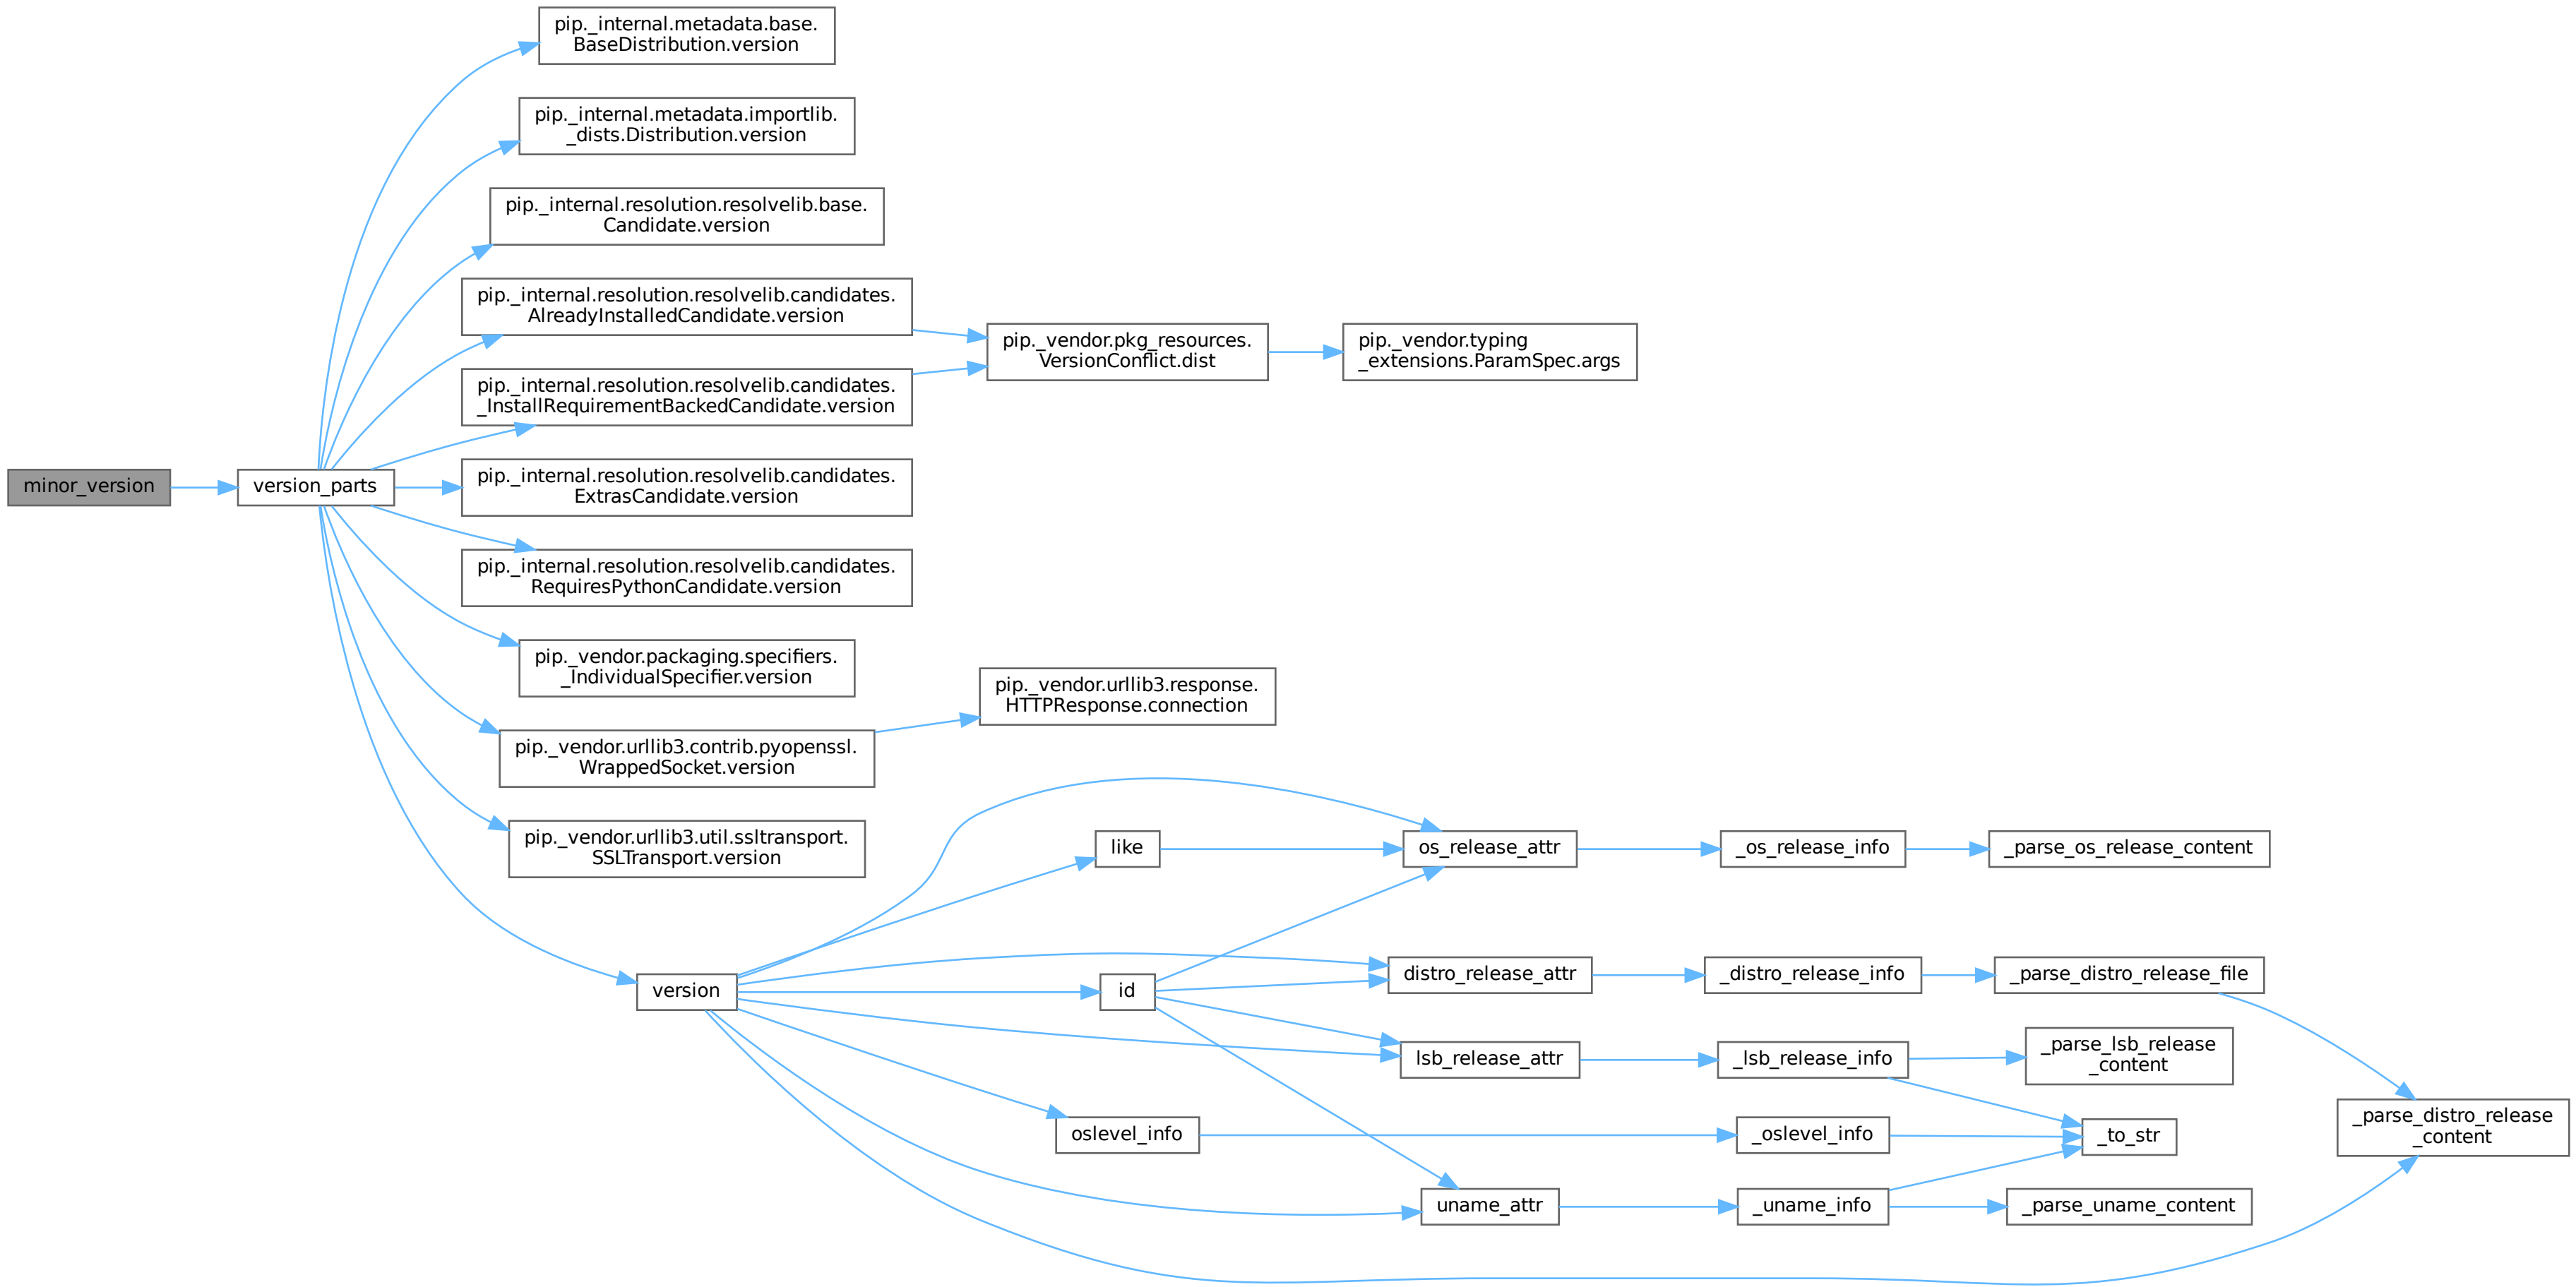 pip._internal.metadata.base.
BaseDistribution.version
pip._internal.metadata.importlib.
_dists.Distribution.version
pip._internal.resolution.resolvelib.base.
Candidate.version
pip._internal.resolution.resolvelib.candidates.
AlreadyInstalledCandidate.version
pip._internal.resolution.resolvelib.candidates.
_InstallRequirementBackedCandidate.version
pip._vendor.pkg_resources.
VersionConflict.dist
pip._vendor.typing
_extensions.ParamSpec.args
minor_version
version_parts
pip._internal.resolution.resolvelib.candidates.
ExtrasCandidate.version
pip._internal.resolution.resolvelib.candidates.
RequiresPythonCandidate.version
pip._vendor.packaging.specifiers.
_IndividualSpecifier.version
pip._vendor.urllib3.contrib.pyopenssl.
WrappedSocket.version
pip._vendor.urllib3.response.
HTTPResponse.connection
pip._vendor.urllib3.util.ssltransport.
SSLTransport.version
like
os_release_attr
_os_release_info
_parse_os_release_content
version
id
distro_release_attr
_distro_release_info
_parse_distro_release_file
lsb_release_attr
_lsb_release_info
_parse_lsb_release
_content
oslevel_info
_oslevel_info
_to_str
_parse_distro_release
_content
uname_attr
_uname_info
_parse_uname_content